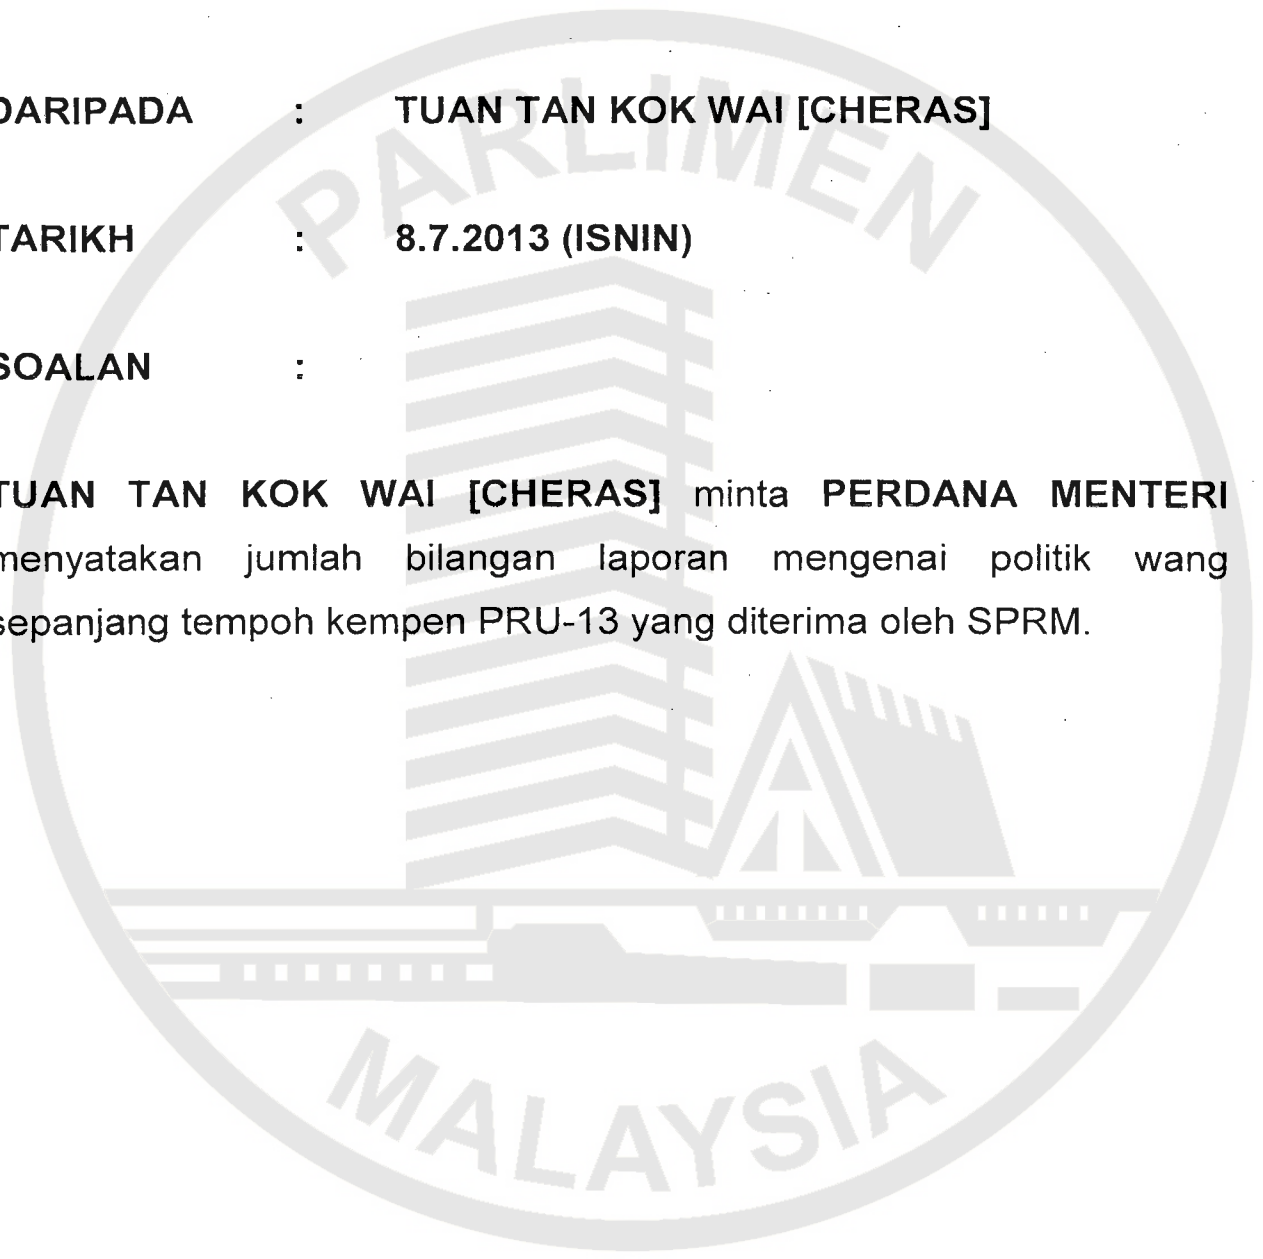 DARIPADA : TUAN TAN KOK WAI [CHERAS]
TARIKH : 8.7.2013 (ISNIN)
SOALAN :
TUAN TAN KOK WAI [CHERAS] minta PERDANA MENTERI
menyatakan jumlah bilangan laporan mengenai politik wang
sepanjang tempoh kempen PRU-13 yang diterima oleh SPRM.
PARLIMEN
MALAYSIA